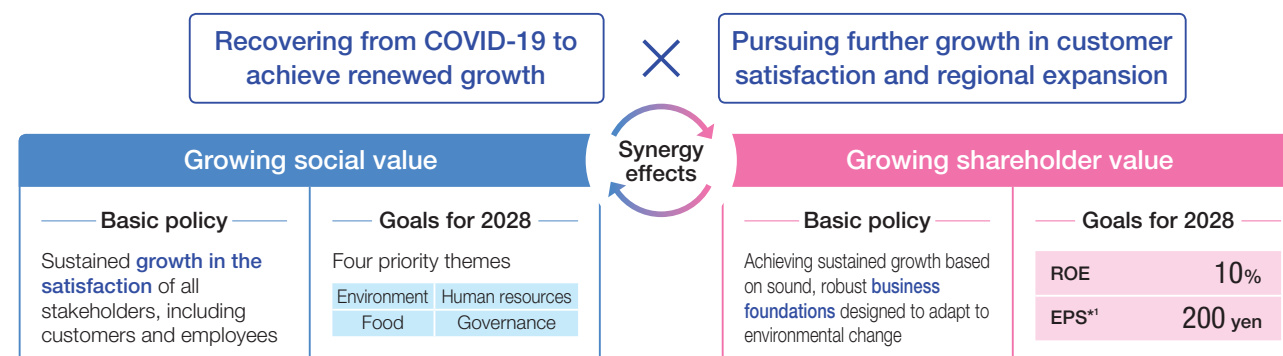 Recovering from COVID-19 to
achieve renewed growth
×
Pursuing further growth in customer
satisfaction and regional expansion
Growing social value
Synergy
effects
Growing shareholder value
Basic policy
Sustained growth in the
satisfaction of all
stakeholders, including
customers and employees
Goals for 2028
Four priority themes
Environment Human resources
Food Governance
Basic policy
Achieving sustained growth based
on sound, robust business
foundations designed to adapt to
environmental change
Goals for 2028
ROE 10%
EPS*1 200 yen